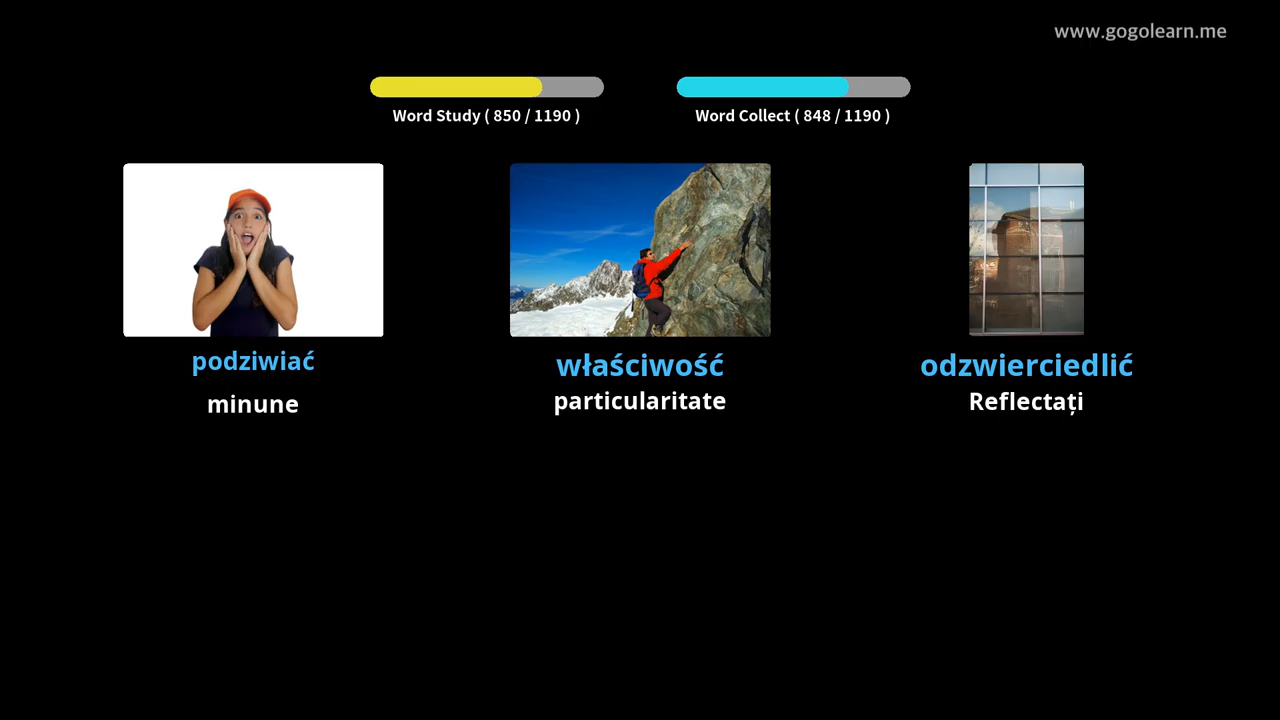 www.gogolearn.me
Word Study ( 850 / 1190 )
Word Collect ( 848 / 1190 )
podziwiać
minune
właściwość
particularitate
odzwierciedlić
Reflectați